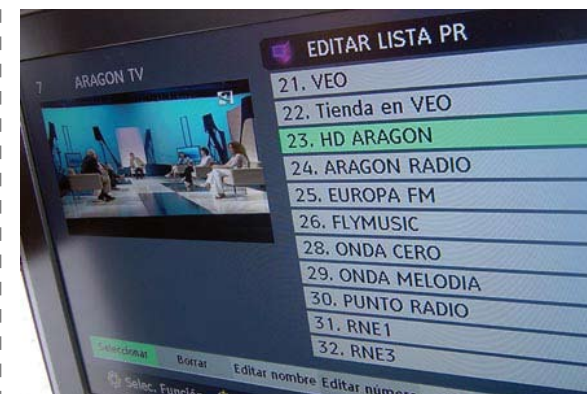 7 ARAGON TV
EDITAR LISTA PR
21. VEO
22. Tienda en VEO
23. HD ARAGON
24. ARAGON RADIO
25. EUROPA FM
26. FLYMUSIC
28. ONDA CERO
29. ONDA MELODIA
30. PUNTO RADIO
31. RNE1
32. RNE3
Seleccionar Borrar Editar nombre Editar número
Selec. Función